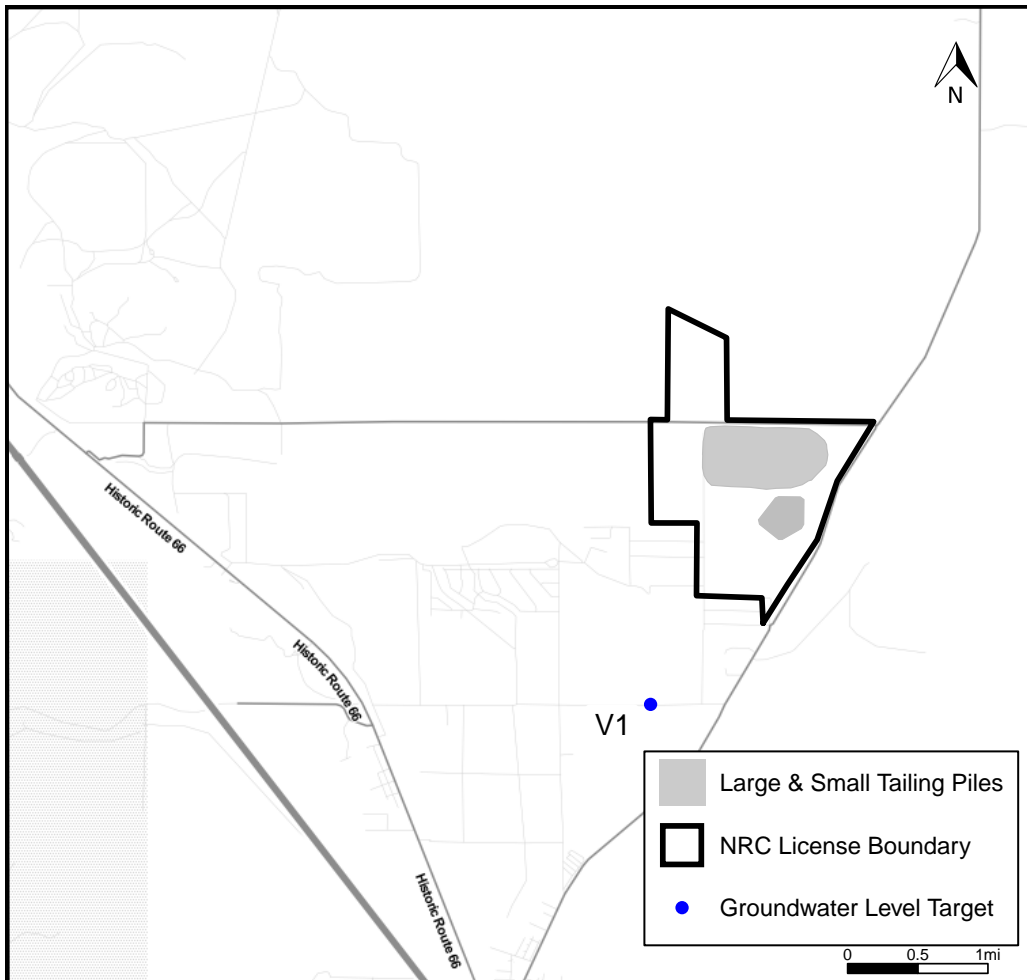 N
Historic Route 66
Historic Route 66
V1
Large & Small Tailing Piles
NRC License Boundary
Historic Route 66
Groundwater Level Target
0 0.5 1mi